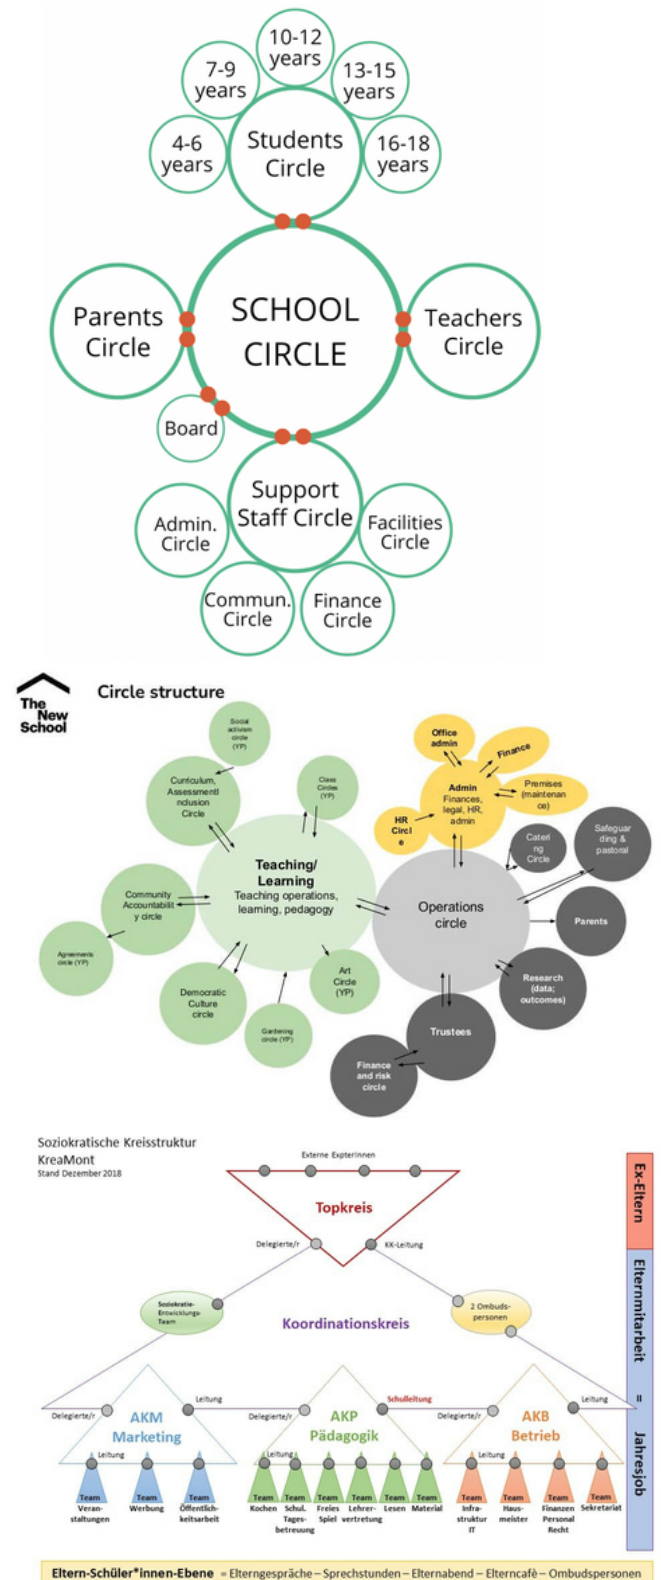 10-12
years
7-9
years
13-15
years
4-6
years
Students
Circle
16-18
years
Parents
Circle
SCHOOL
CIRCLE
Teachers
Circle
Board
Support
Staff Circle
Admin.
Circle
Facilities
Circle
Commun.
Circle
Finance
Circle
The
New
School
Circle structure
Social
activism
circle
(YP)
Curriculum,
Assessment/I
nclusion
Circle
Class
Circles
(YP)
Teaching/
Learning
Teaching operations,
learning, pedagogy
Community
Accountabilit
y circle
Agreements
circle (YP)
Democratic
Culture
circle
Gardening
circle (YP)
Art
Circle
(YP)
Office
admin
Finance
Admin
Finances,
legal, HR,
admin
Premises
(maintenan
ce)
HR
Circl
e
Cateri
ng
Circle
Safeguar
ding &
pastoral
Operations
circle
Parents
Research
(data;
outcomes)
Trustees
Finance
and risk
circle
Soziokratische Kreisstruktur
KreaMont
Stand Dezember 2018
Externe ExpterInnen
Topkreis
Delegierte/r
KK-Leitung
Soziokratie-
Entwicklungs-
Team
Koordinationskreis
2 Ombuds-
personen
Ex-Eltern
Elternmitarbeit = Jahresjob
Delegierte/r
Leitung
AKM
Marketing
Leitung
Delegierte/r
Schulleitung
AKP
Pädagogik
Leitung
Delegierte/r
Leitung
AKB
Betrieb
Leitung
Team
Veran-
staltungen
Team
Werbung
Team
Öffentlich-
keitsarbeit
Team
Kochen
Team
Schul.
Tages-
betreuung
Team
Freies
Spiel
Team
Lehrer-
vertretung
Team
Lesen
Team
Material
Team
Infra-
struktur
IT
Team
Haus-
meister
Team
Finanzen
Personal
Recht
Team
Sekretariat
Eltern-Schüler*innen-Ebene = Elterngespräche – Sprechstunden – Elternabend – Elterncafè – Ombudspersonen